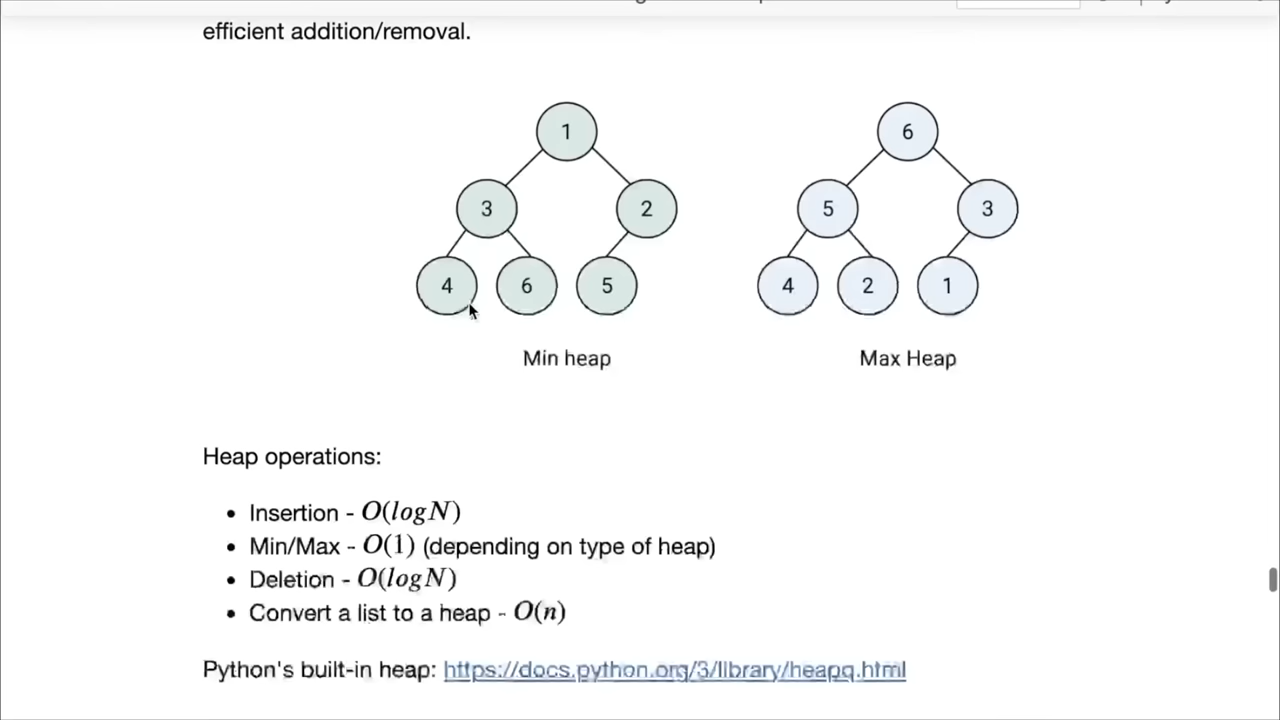 efficient addition/removal.
1
6
3
2
5
3
4
6
5
4
2
1
Min heap
Max Heap
Heap operations:
• Insertion - O(logN)
• Min/Max - O(1) (depending on type of heap)
• Deletion - O(logN)
• Convert a list to a heap - O(n)
Python's built-in heap: https://docs.python.org/3/library/heapq.html